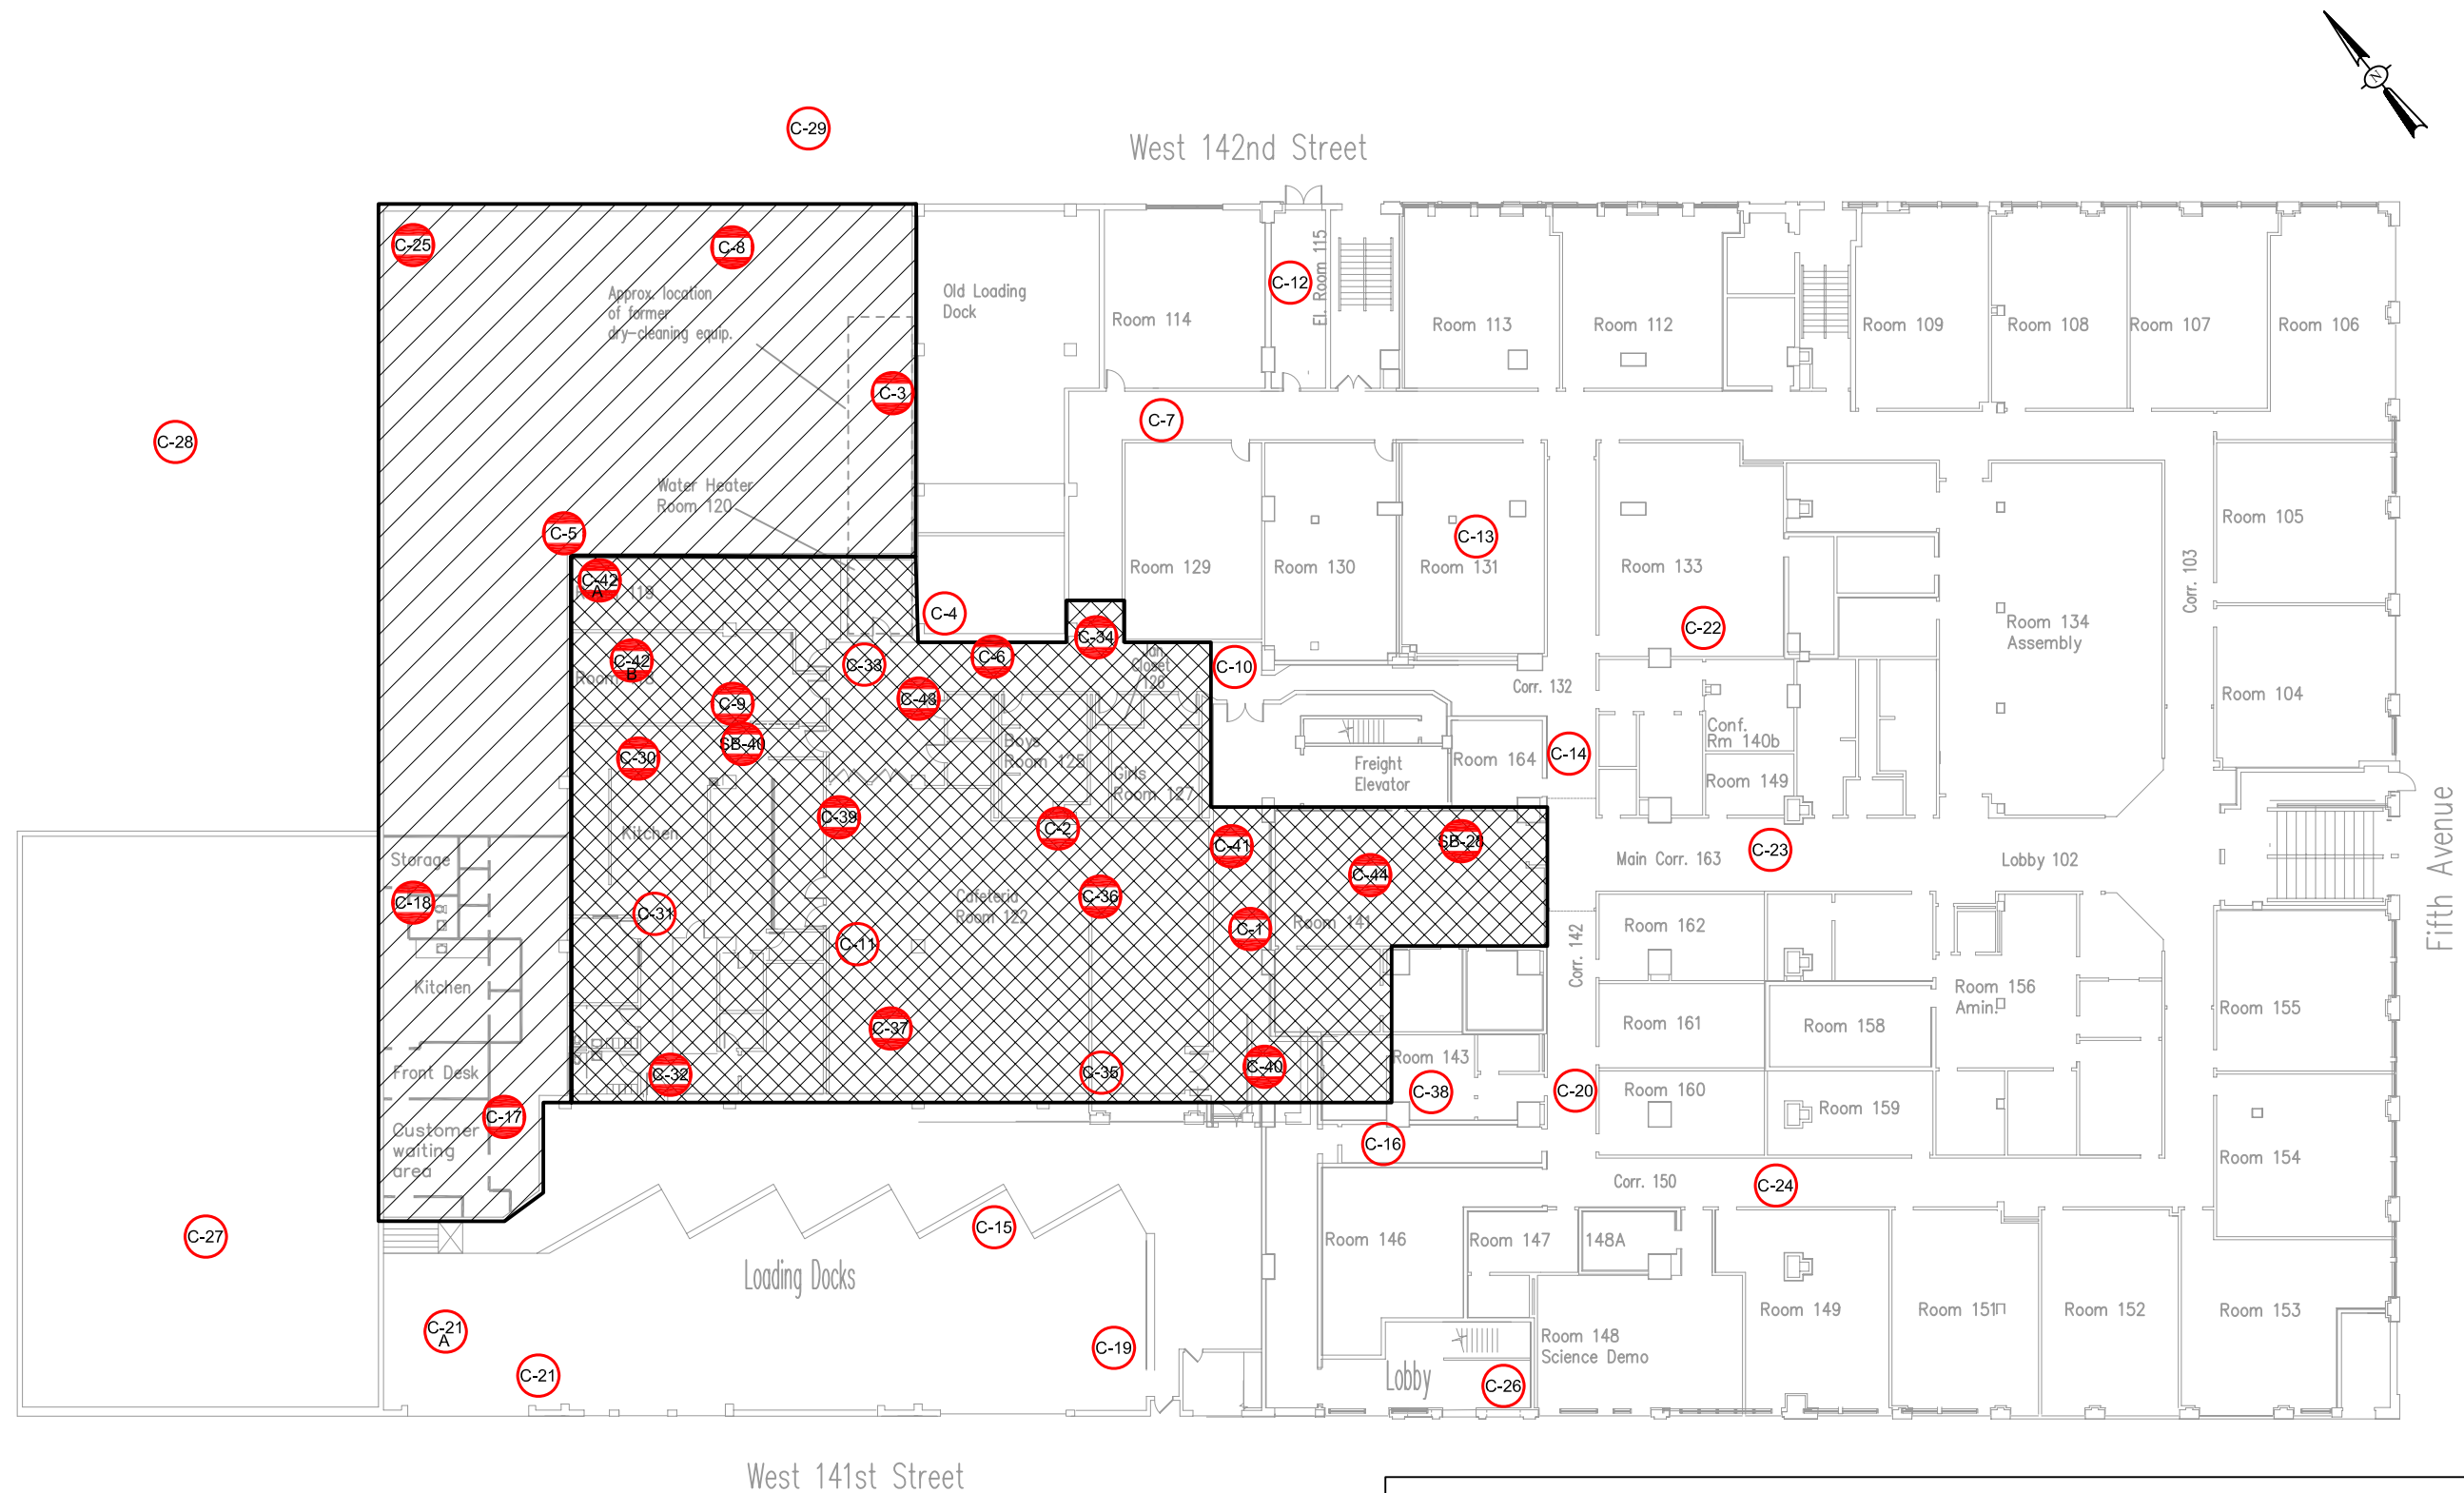 N
C-29
West 142nd Street
C-25
C-8
C-12
El. Room 115
Approx. location
of former
dry-cleaning equip.
Old Loading
Dock
Room 114
Room 113
Room 112
Room 109
Room 108
Room 107
Room 106
C-3
C-7
C-28
Water Heater
Room 120
C-5
C-13
Room 105
Room 129
Room 130
Room 131
Room 133
Corr. 103
C-42
A
C-4
C-22
Room 134
Assembly
C-34
C-6
C-42
B
C-33
Closet
126
C-10
Corr. 132
Room 104
C-9
C-43
Conf.
Rm 140b
SB-40
Boys
Room 125
C-30
Girls
Room 127
Freight
Elevator
Room 164
C-14
Room 149
Fifth Avenue
C-39
Kitchen
C-2
C-41
SB-28
C-23
Main Corr. 163
Lobby 102
Storage
C-18
C-44
C-36
Cafeteria
Room 122
C-31
C-1
Room 141
Room 162
C-11
Corr. 142
Kitchen
Room 156
Amin.
Room 155
C-37
Room 161
Room 158
Front Desk
C-32
C-35
C-40
Room 143
C-38
C-20
Room 160
Room 159
C-17
Customer
waiting
area
C-16
Room 154
Corr. 150
C-24
C-27
C-15
Loading Docks
Room 146
Room 147
148A
C-21
A
C-19
Room 148
Science Demo
Room 149
Room 151
Room 152
Room 153
C-21
Lobby
C-26
West 141st Street